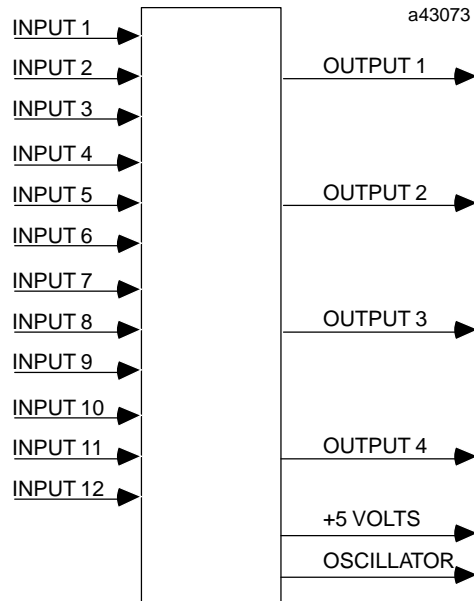 a43073
INPUT 1
INPUT 2
INPUT 3
INPUT 4
INPUT 5
INPUT 6
INPUT 7
INPUT 8
INPUT 9
INPUT 10
INPUT 11
INPUT 12
OUTPUT 1
OUTPUT 2
OUTPUT 3
OUTPUT 4
+5 VOLTS
OSCILLATOR